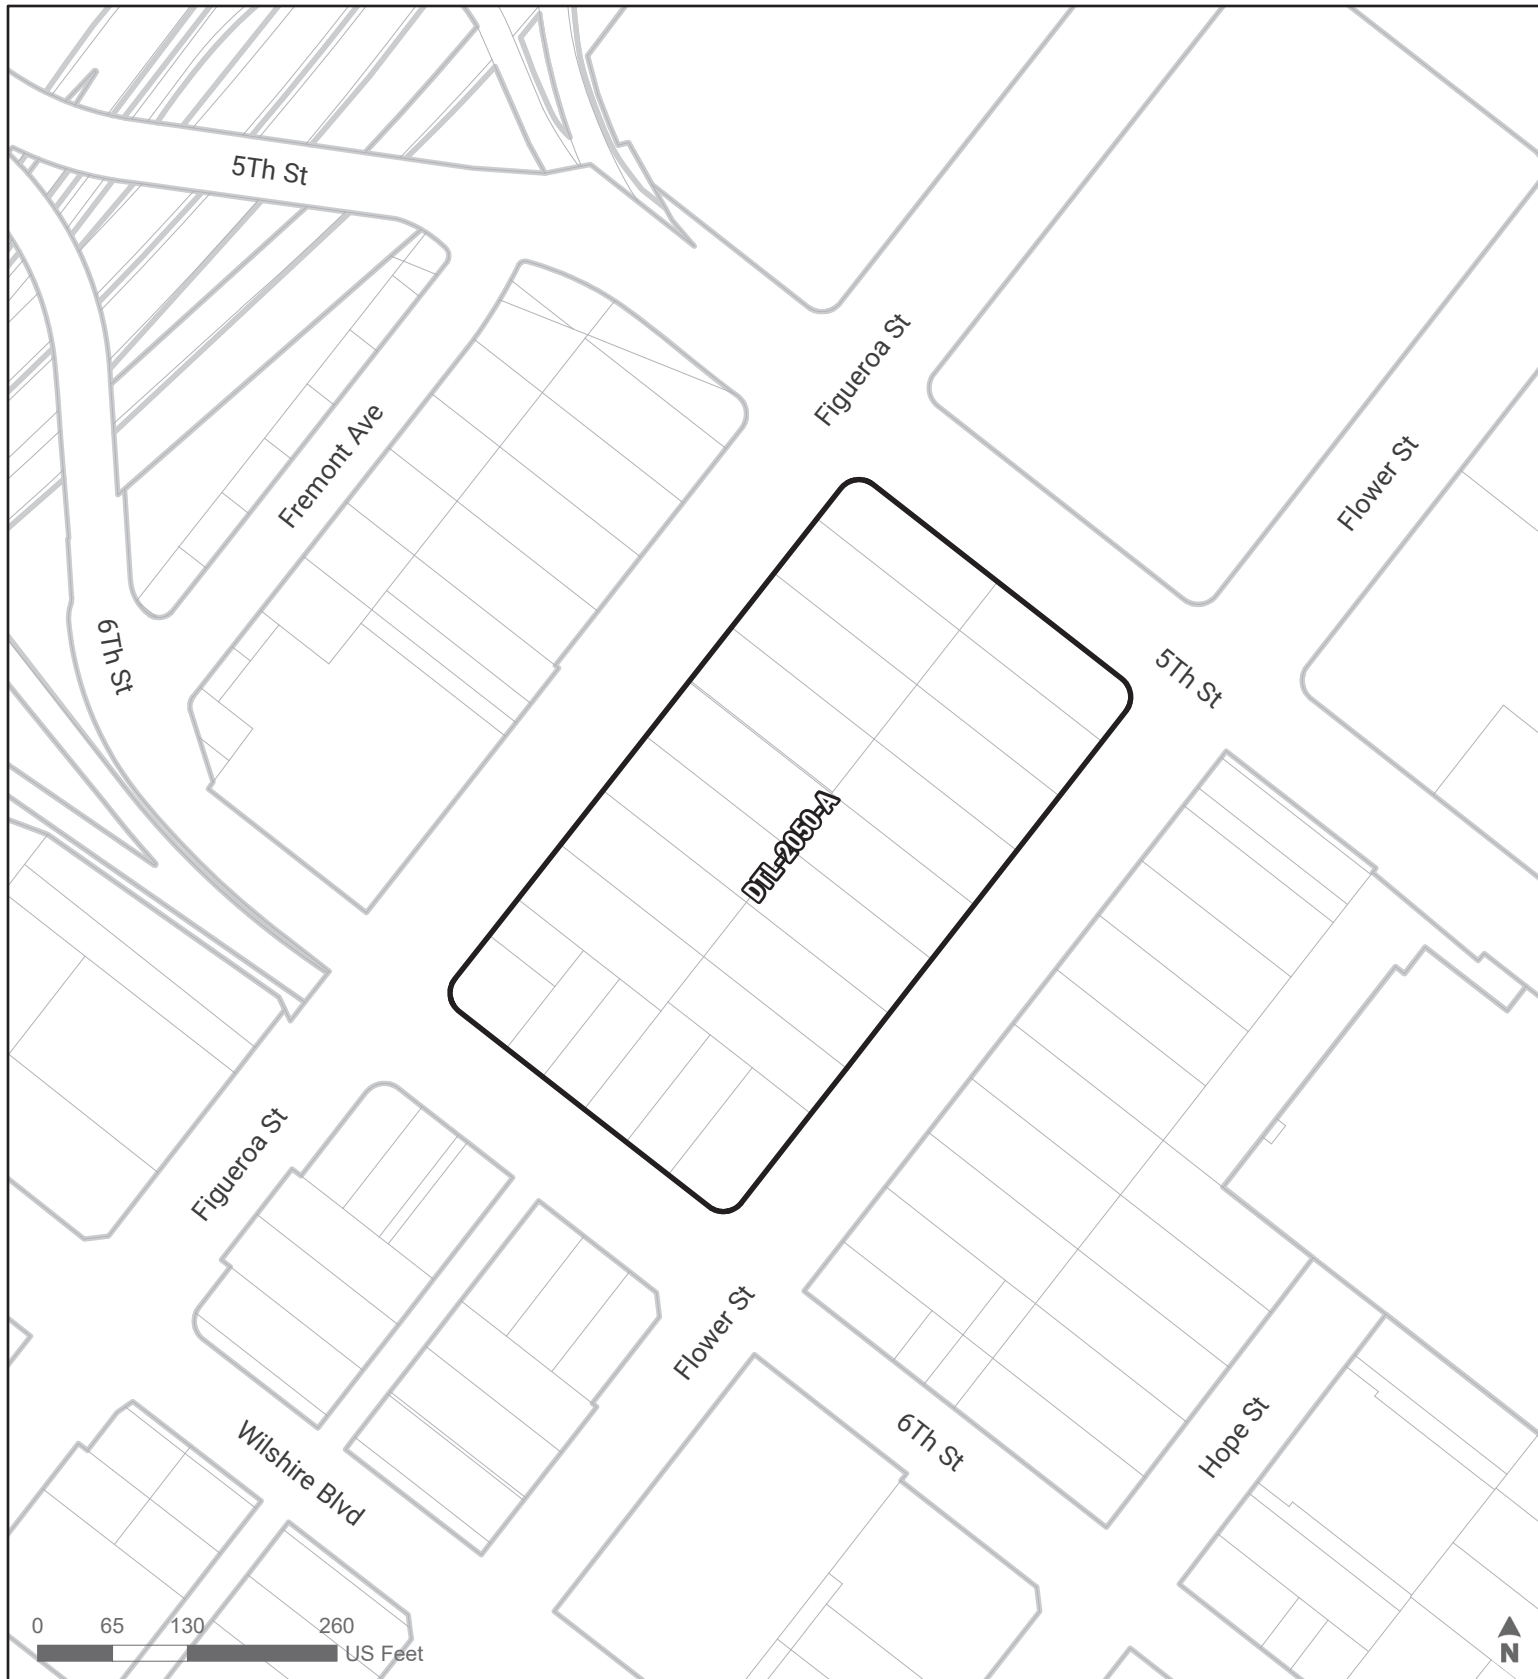 5Th St
Figueroa St
Fremont Ave
Flower St
6Th St
5Th St
DTL-2050-A
Figueroa St
Flower St
6Th St
Hope St
Wilshire Blvd
0 65 130 260
US Feet
N